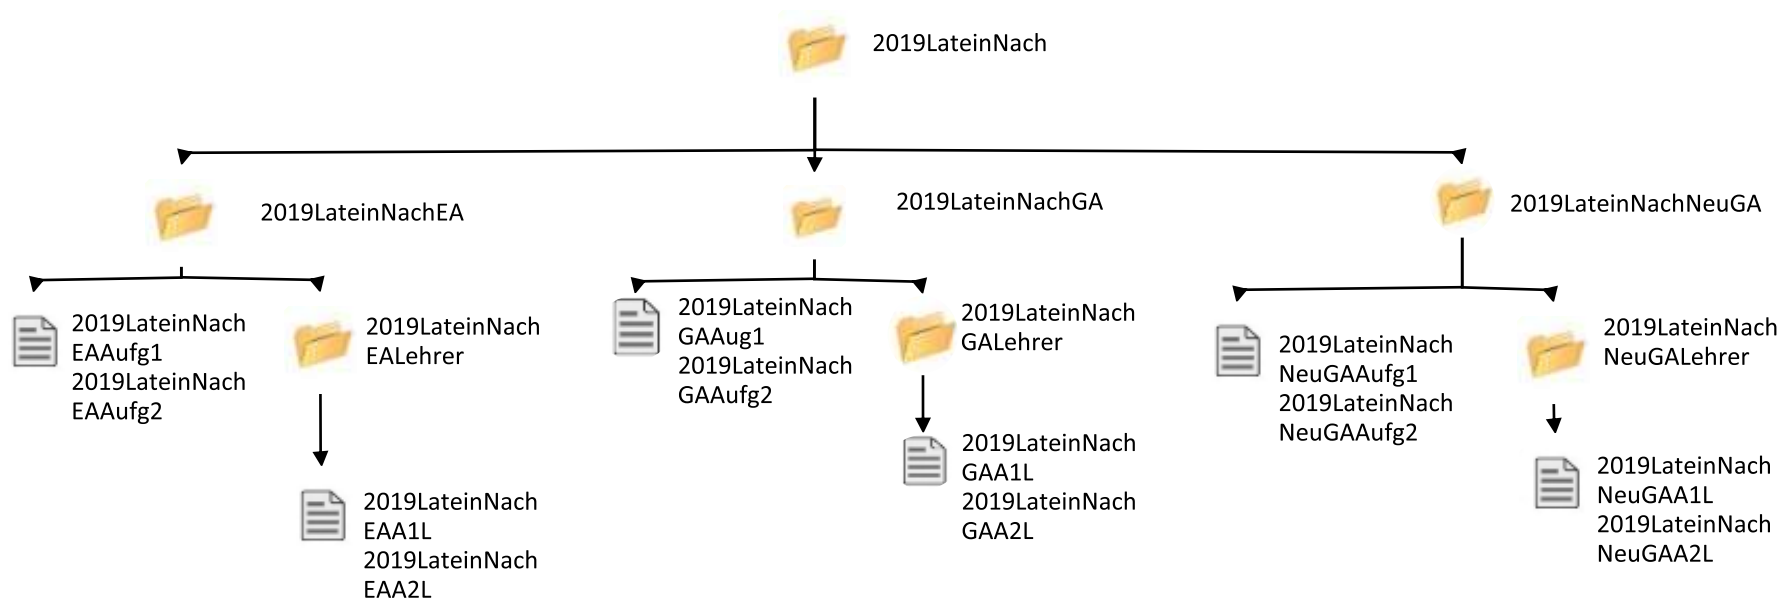 2019LateinNach
2019LateinNachEA
2019LateinNachGA
2019LateinNachNeuGA
2019LateinNach
EAAufg1
2019LateinNach
EAAufg2
2019LateinNach
EALehrer
2019LateinNach
GAAug1
2019LateinNach
GAAufg2
2019LateinNach
GALehrer
2019LateinNach
NeuGAAufg1
2019LateinNach
NeuGAAufg2
2019LateinNach
NeuGALehrer
2019LateinNach
EAA1L
2019LateinNach
EAA2L
2019LateinNach
GAA1L
2019LateinNach
GAA2L
2019LateinNach
NeuGAA1L
2019LateinNach
NeuGAA2L